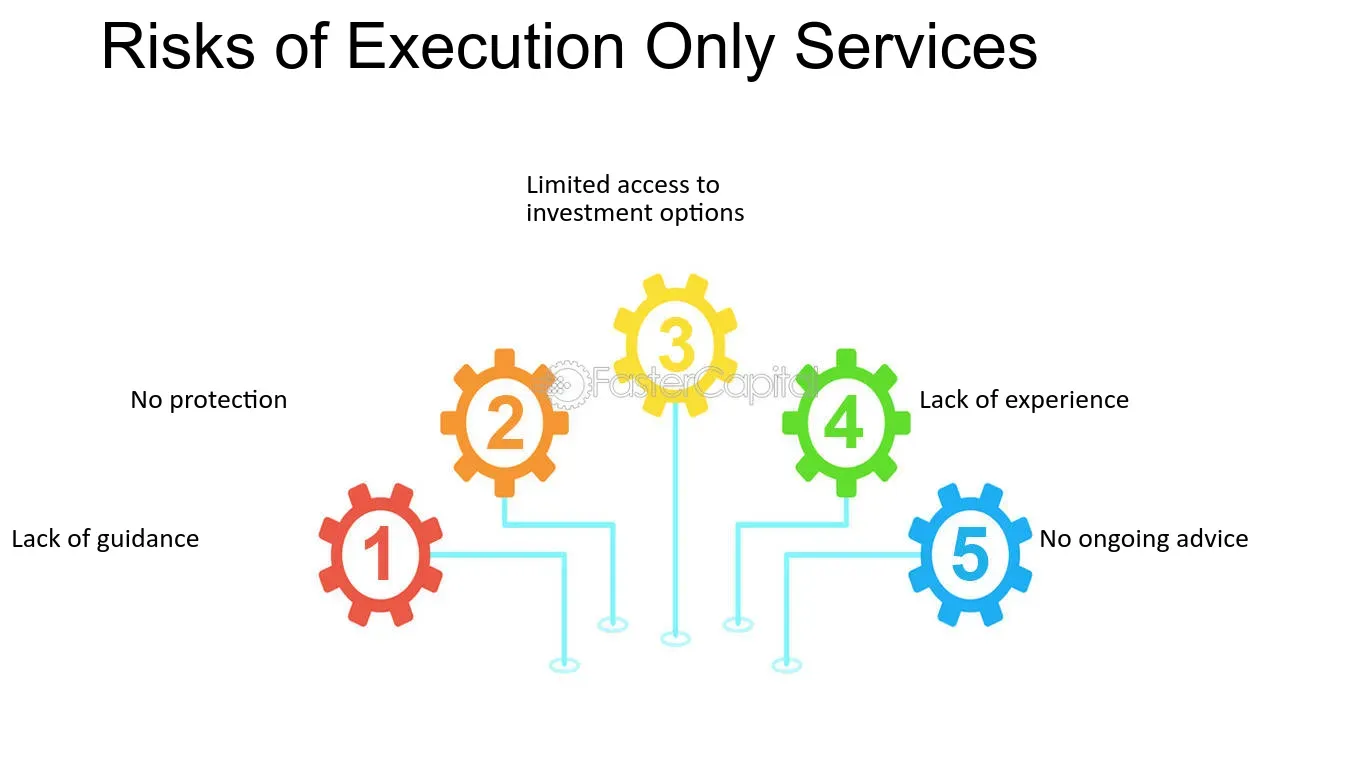 Risks of Execution Only Services
Limited access to
investment options
3
FasterCapital
No protection
2
4
Lack of experience
Lack of guidance
1
5
No ongoing advice